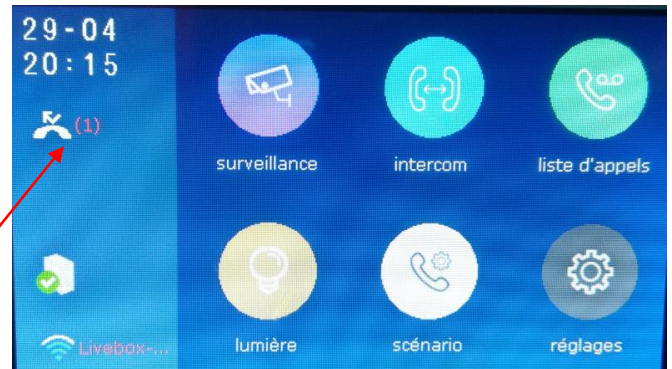 29-04
20:15
(1)
surveillance
intercom
liste d'appels
lumière
scénario
réglages
Livebox-...